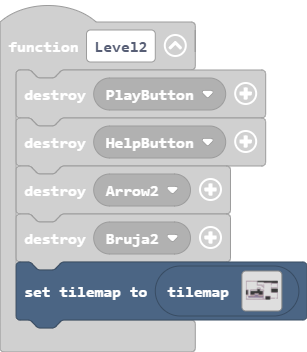 function Level2
destroy PlayButton
destroy HelpButton
destroy Arrow2
destroy Bruja2
set tilemap to tilemap